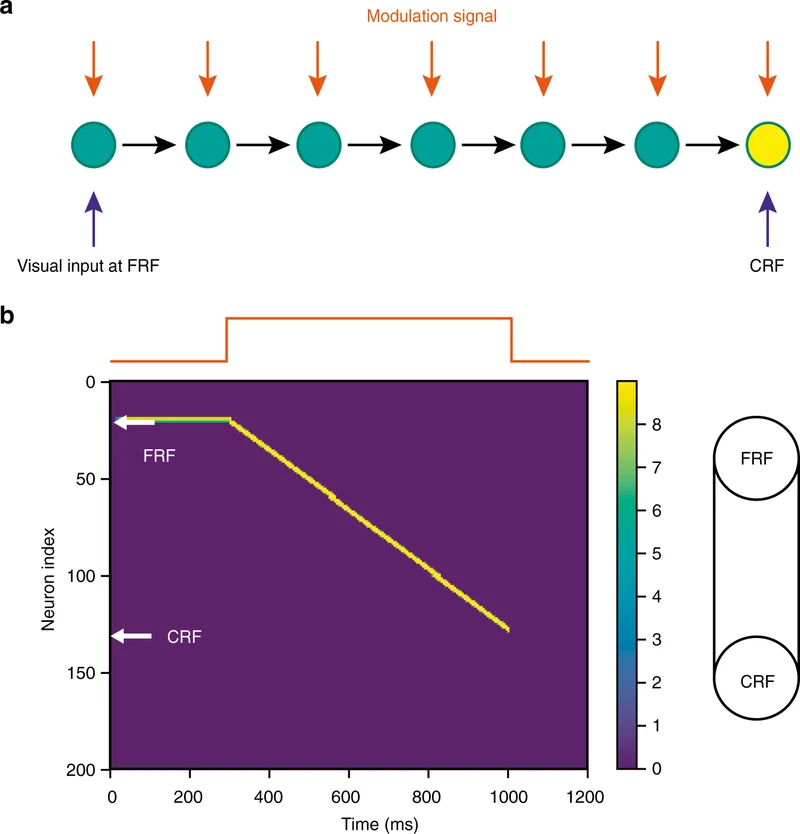 a
Modulation signal
Visual input at FRF
CRF
b
0
50
100
150
200
Neuron index
FRF
CRF
0
200
400
600
800
1000
1200
Time (ms)
8
7
6
5
4
3
2
1
0
FRF
CRF